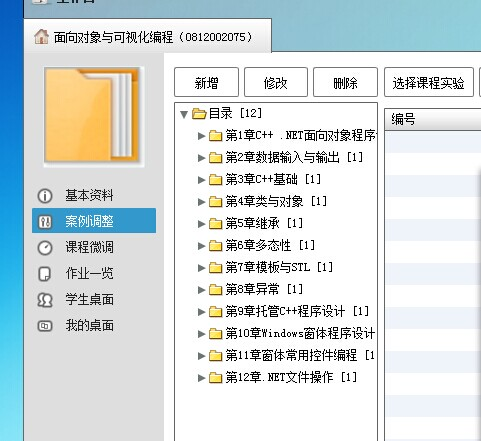 面向对象与可视化编程（0812002075）
新增
修改
删除
选择课程实验
目录 [12]
编号
第1章C++ .NET面向对象程序
第2章数据输入与输出 [1]
第3章C++基础 [1]
第4章类与对象 [1]
第5章继承 [1]
第6章多态性 [1]
第7章模板与STL [1]
第8章异常 [1]
第9章托管C++程序设计 [1]
第10章Windows窗体程序设计
第11章窗体常用控件编程 [1
第12章.NET文件操作 [1]
基本资料
案例调整
课程微调
作业一览
学生桌面
我的桌面